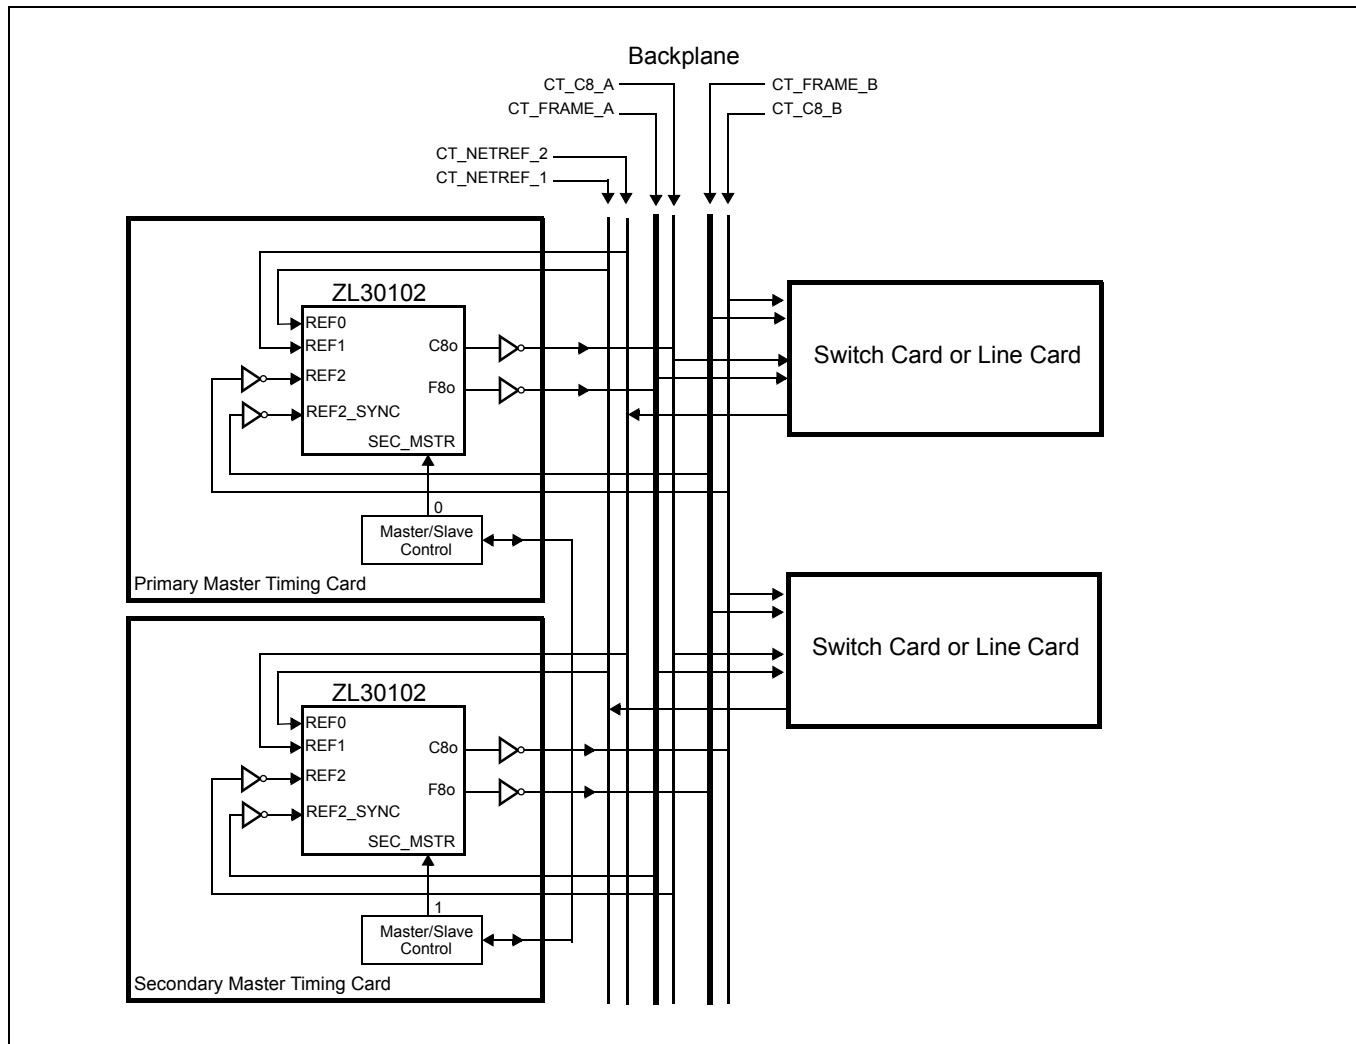 Backplane
CT_C8_A
CT_FRAME_B
CT_FRAME_A
CT_C8_B
CT_NETREF_2
CT_NETREF_1
ZL30102
REF0
REF1
C8o
REF2
F8o
REF2_SYNC
SEC_MSTR
0
Master/Slave
Control
Primary Master Timing Card
Switch Card or Line Card
ZL30102
REF0
REF1
C8o
REF2
F8o
REF2_SYNC
SEC_MSTR
1
Master/Slave
Control
Secondary Master Timing Card
Switch Card or Line Card